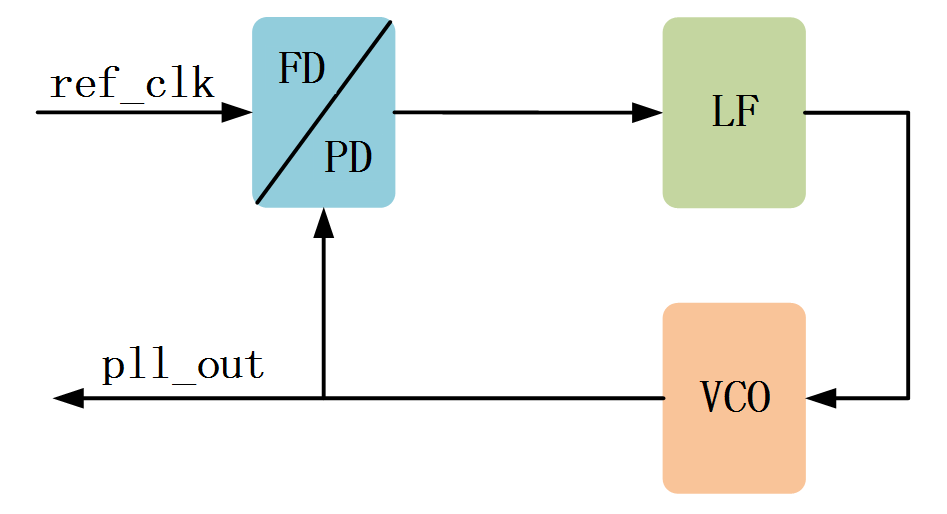 ref_clk
FD
PD
LF
pll_out
VCO